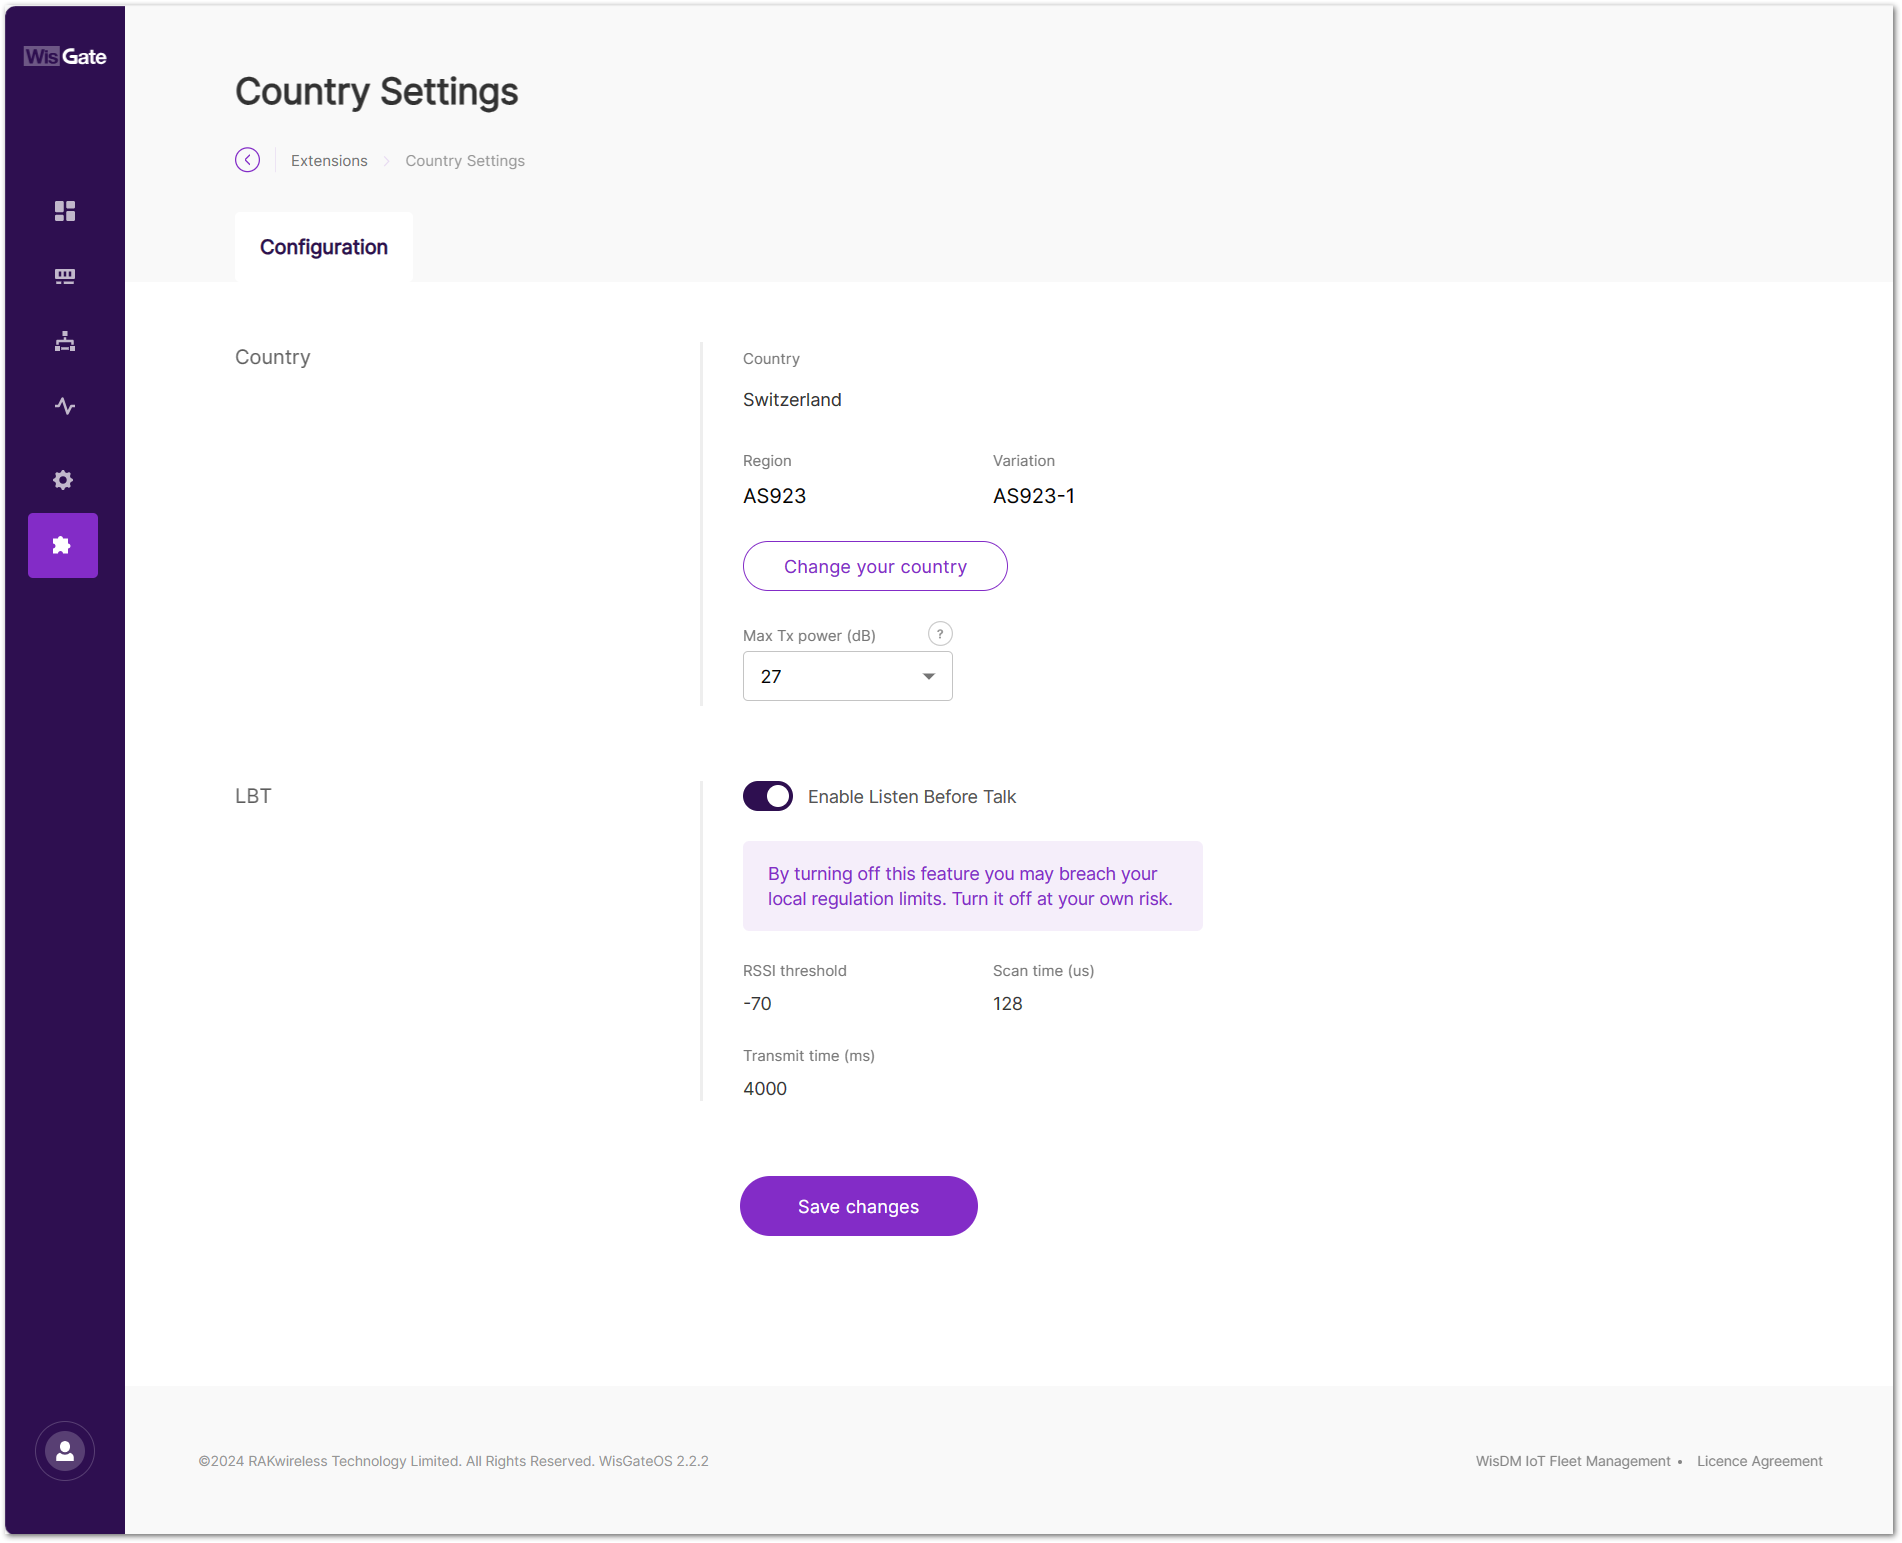 WisGate
Country Settings
Extensions
Country Settings
Configuration
Country
Country
Switzerland
Region
Variation
AS923
AS923-1
Change your country
Max Tx power (dB)
?
27
LBT
Enable Listen Before Talk
By turning off this feature you may breach your
local regulation limits. Turn it off at your own risk.
RSSI threshold
Scan time (us)
-70
128
Transmit time (ms)
4000
Save changes
©2024 RAKwireless Technology Limited. All Rights Reserved. WisGateOS 2.2.2
WisDM IoT Fleet Management • Licence Agreement